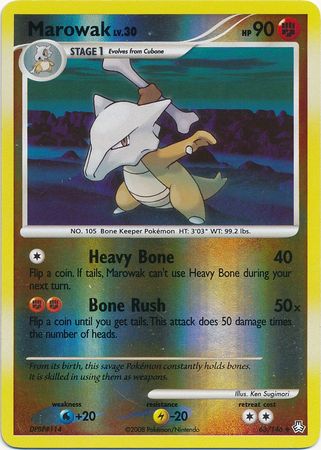 Marowak LV.30
HP 90
STAGE 1 Evolves from Cubone
NO. 105 Bone Keeper Pokémon HT: 3'03" WT: 99.2 lbs.
Heavy Bone 40
Flip a coin. If tails, Marowak can't use Heavy Bone during your
next turn.
Bone Rush 50x
Flip a coin until you get tails. This attack does 50 damage times
the number of heads.
From its birth, this savage Pokémon constantly holds bones.
It is skilled in using them as weapons.
Illus. Ken Sugimori
weakness resistance retreat cost
+20 -20
DPBP#114 ©2008 Pokémon/Nintendo 63/146